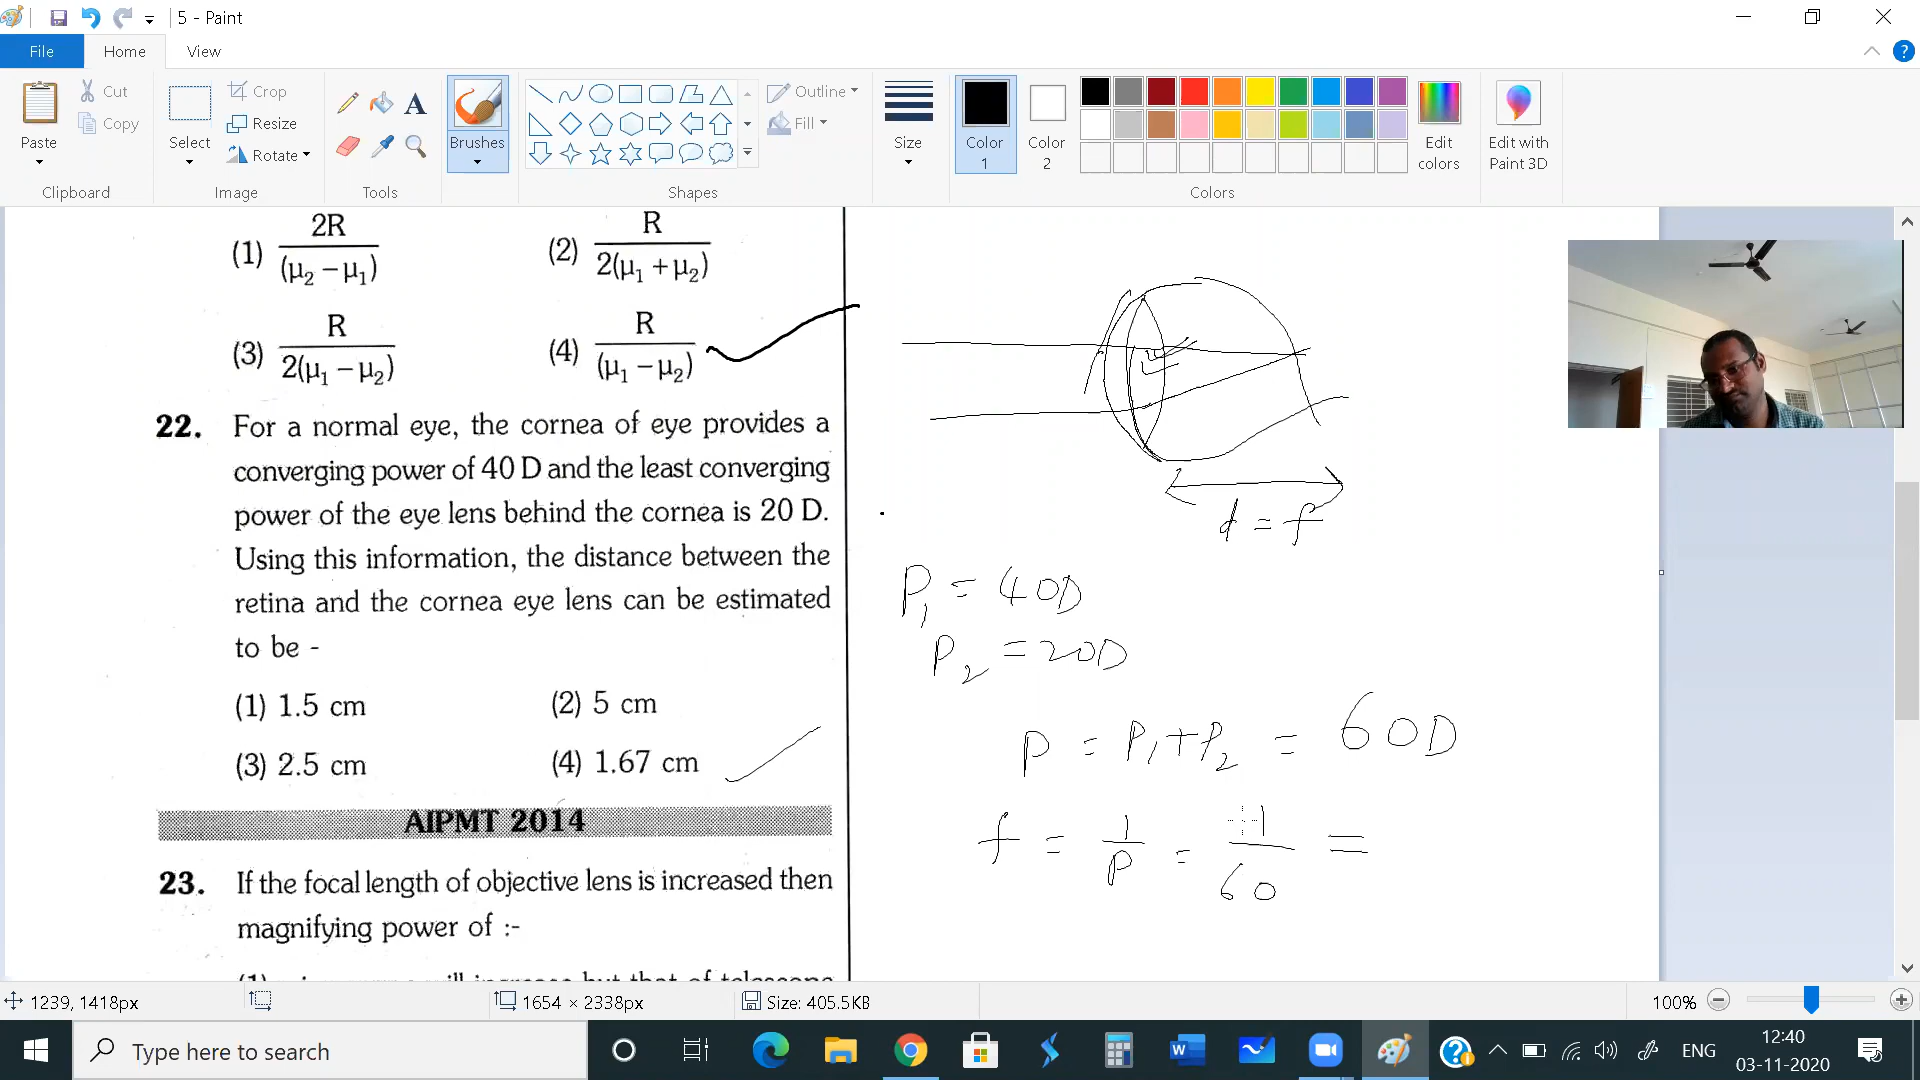 5 - Paint
File Home View
Paste
Cut
Copy
Clipboard
Select
Crop
Resize
Rotate
Image
Tools
Brushes
Shapes
Outline
Fill
Size
Color 1
Color 2
Colors
Edit colors
Edit with Paint 3D
(1) 2R / (μ₂ − μ₁) (2) R / 2(μ₁ + μ₂)
(3) R / 2(μ₁ − μ₂) (4) R / (μ₁ − μ₂)
22. For a normal eye, the cornea of eye provides a
converging power of 40 D and the least converging
power of the eye lens behind the cornea is 20 D.
Using this information, the distance between the
retina and the cornea eye lens can be estimated
to be -
(1) 1.5 cm (2) 5 cm
(3) 2.5 cm (4) 1.67 cm
AIPMT 2014
23. If the focal length of objective lens is increased then
magnifying power of :-
d = f
P₁ = 40D
P₂ = 20D
P = P₁+P₂ = 60D
f = 1/P = 1/60 =
1239, 1418px
1654 × 2338px
Size: 405.5KB
100%
Type here to search
ENG
12:40
03-11-2020